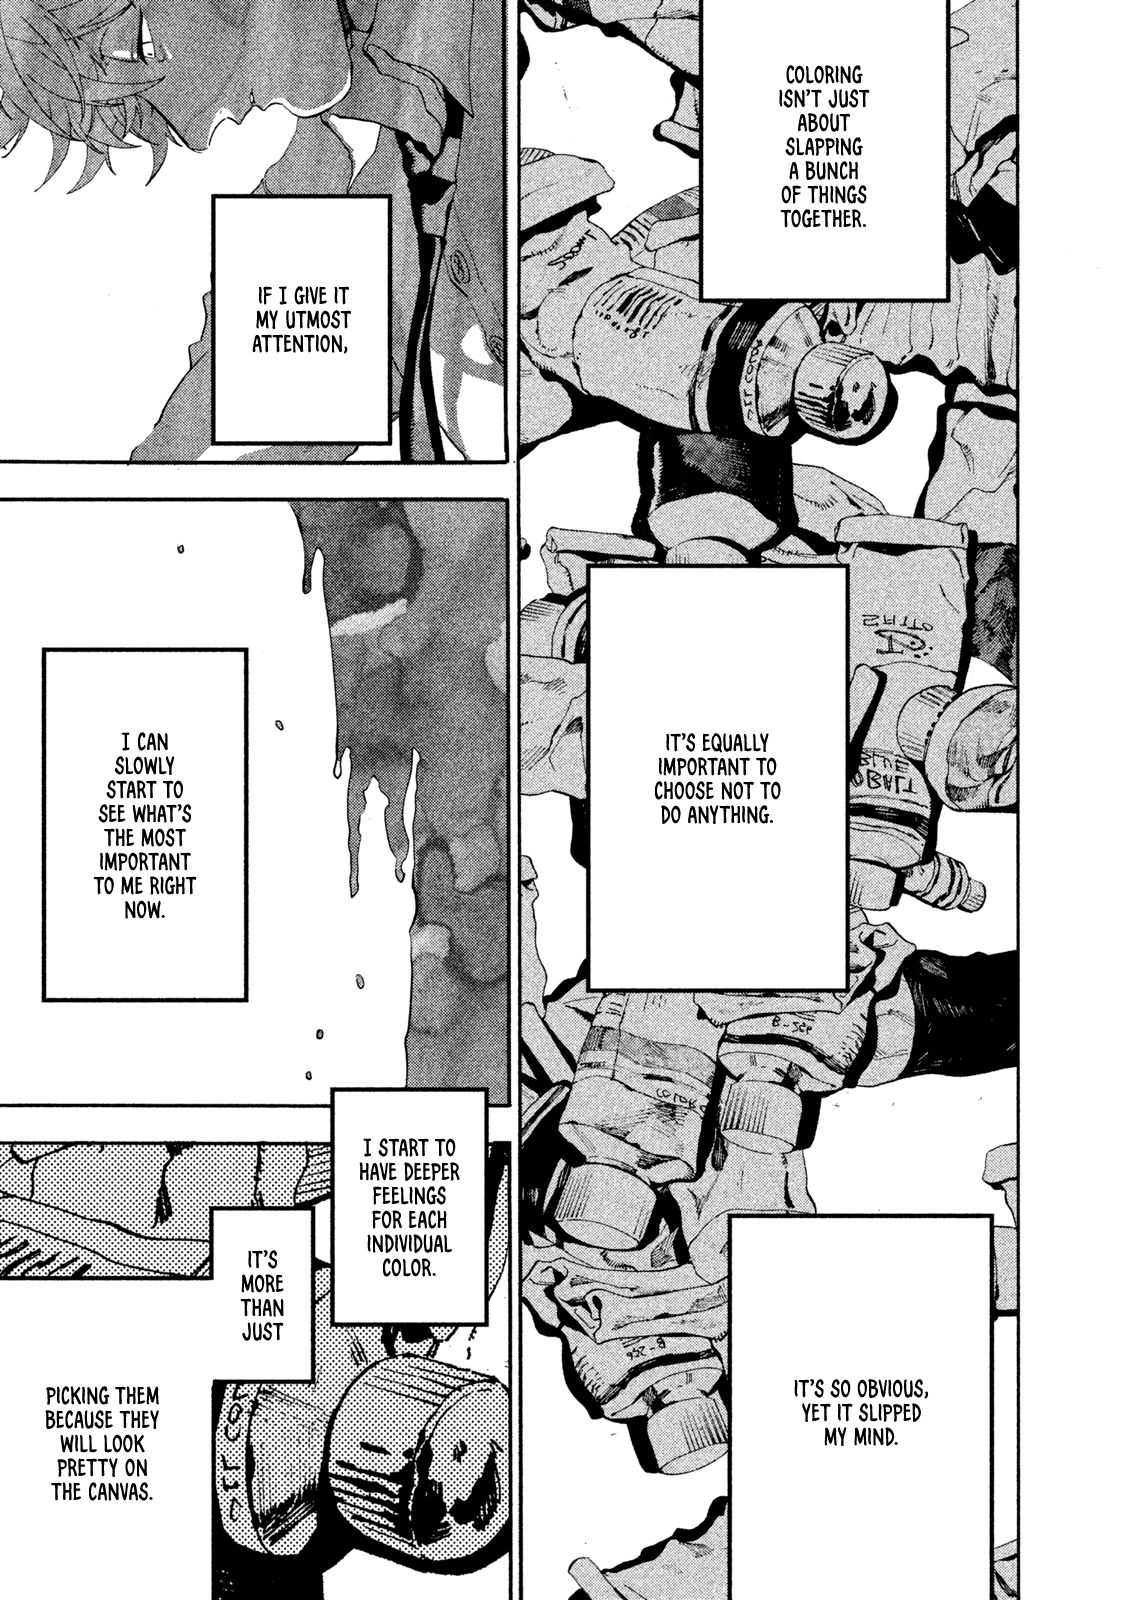 COLORING
ISN'T JUST
ABOUT
SLAPPING
A BUNCH
OF THINGS
TOGETHER.
IT'S EQUALLY
IMPORTANT TO
CHOOSE NOT TO
DO ANYTHING.
IT'S SO OBVIOUS,
YET IT SLIPPED
MY MIND.
IF I GIVE IT
MY UTMOST
ATTENTION,
I CAN
SLOWLY
START TO
SEE WHAT'S
THE MOST
IMPORTANT
TO ME RIGHT
NOW.
I START TO
HAVE DEEPER
FEELINGS
FOR EACH
INDIVIDUAL
COLOR.
IT'S
MORE
THAN
JUST
PICKING THEM
BECAUSE THEY
WILL LOOK
PRETTY ON
THE CANVAS.
BLUE